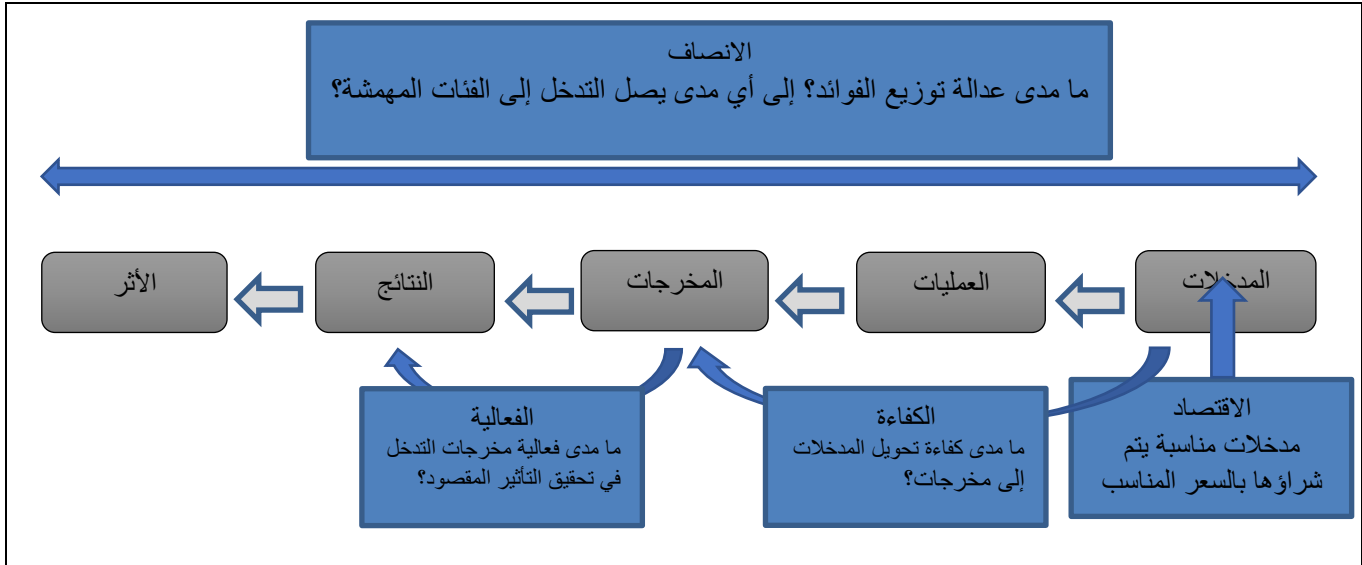 الانصاف
ما مدى عدالة توزيع الفوائد؟ إلى أي مدى يصل التدخل إلى الفئات المهمشة؟
المدخلات
العمليات
المخرجات
النتائج
الأثر
الاقتصاد
مدخلات مناسبة يتم
شراؤها بالسعر المناسب
الكفاءة
ما مدى كفاءة تحويل المدخلات
إلى مخرجات؟
الفعالية
ما مدى فعالية مخرجات التدخل
في تحقيق التأثير المقصود؟